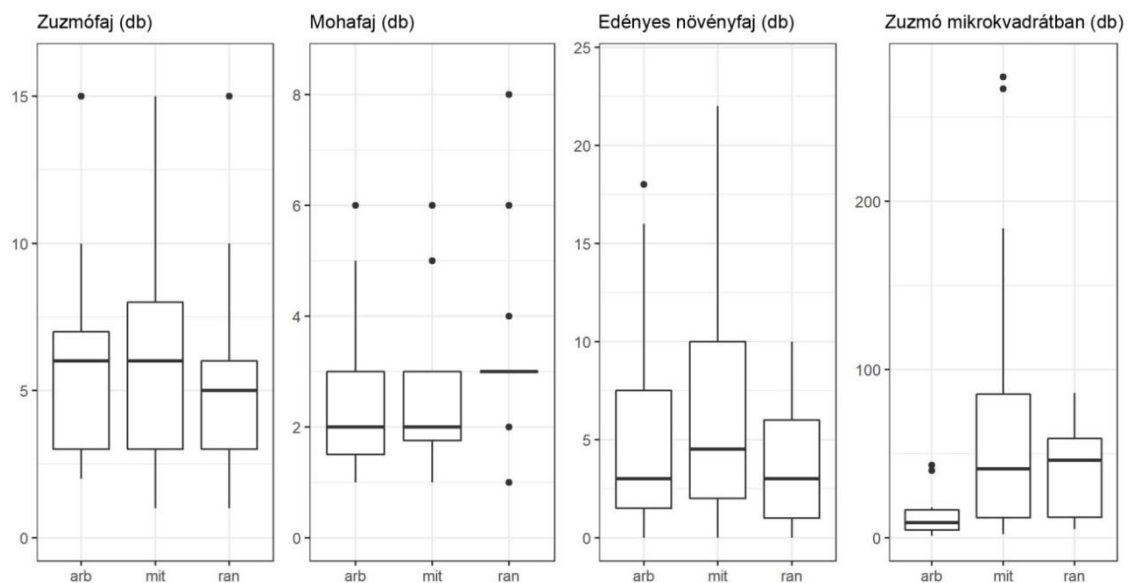 Zuzmófaj (db)
Mohafaj (db)
Edényes növényfaj (db)
Zuzmó mikrokvadrátban (db)
15
10
5
0
arb mit ran
8
6
4
2
0
arb mit ran
25
20
15
10
5
0
arb mit ran
200
100
0
arb mit ran